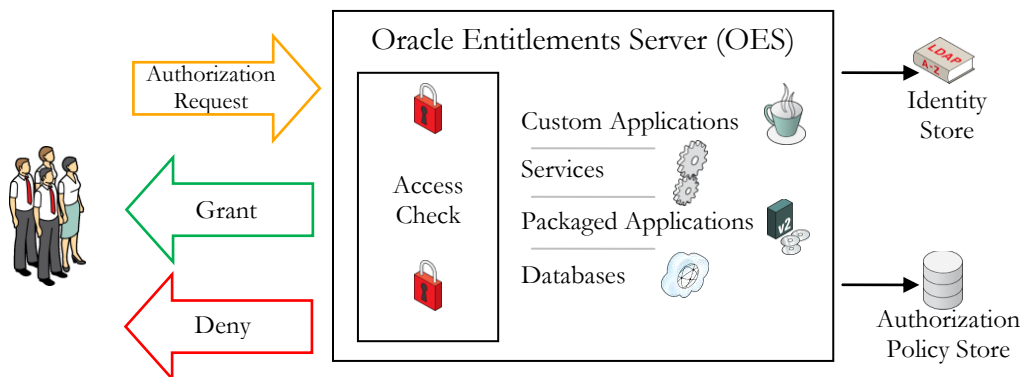 Oracle Entitlements Server (OES)
Authorization
Request
Grant
Deny
Access
Check
Custom Applications
Services
Packaged Applications
v2
Databases
LDAP
A-Z
Identity
Store
Authorization
Policy Store